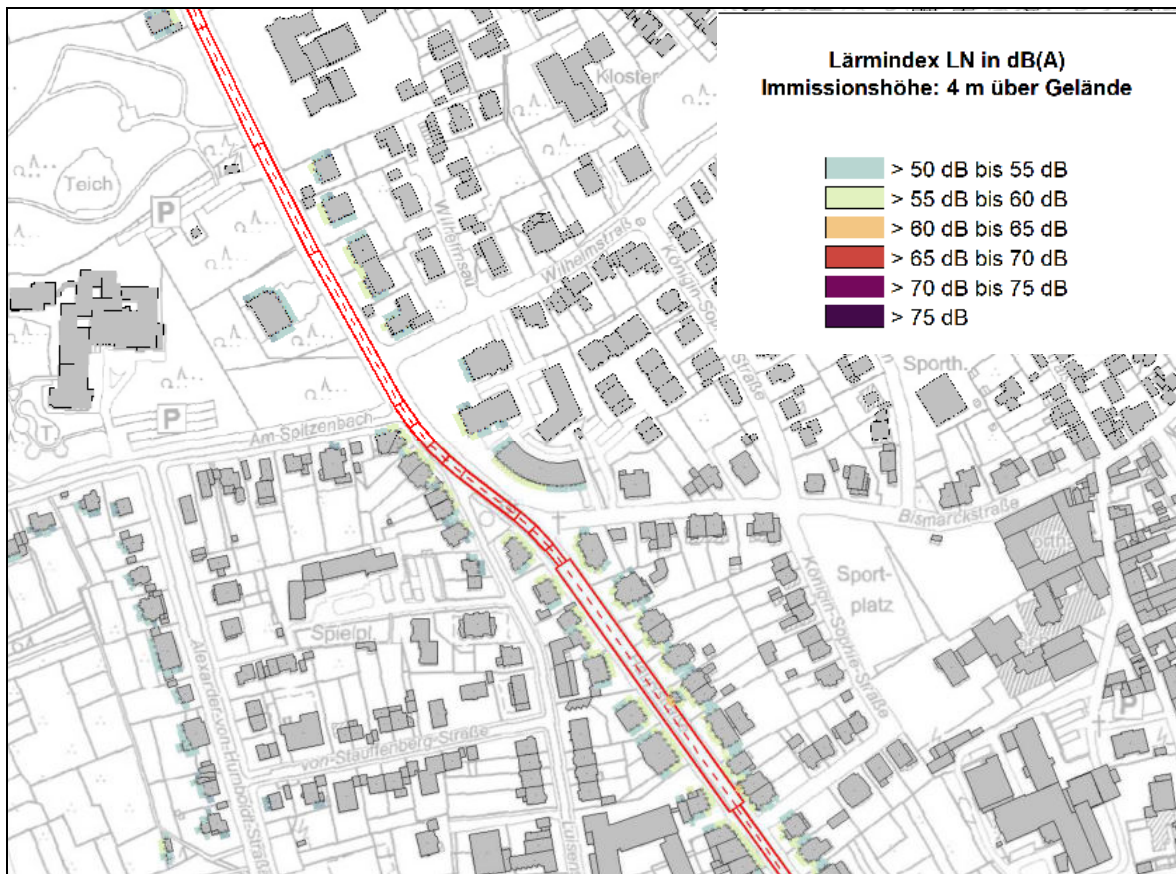 Lärmindex LN in dB(A)
Immissionshöhe: 4 m über Gelände
> 50 dB bis 55 dB
> 55 dB bis 60 dB
> 60 dB bis 65 dB
> 65 dB bis 70 dB
> 70 dB bis 75 dB
> 75 dB
Kloster
Teich
P
Wilhelmsau
Wilhelmstraße
Königin-So
Straße
Sporth.
P
T
Am-Spitzenbach
Bismarckstraße
Sport-
platz
Königin-Sophie-Straße
Spielpl.
Alexander-von-Humboldt-Straße
von-Stauffenberg-Straße
P
Luisen